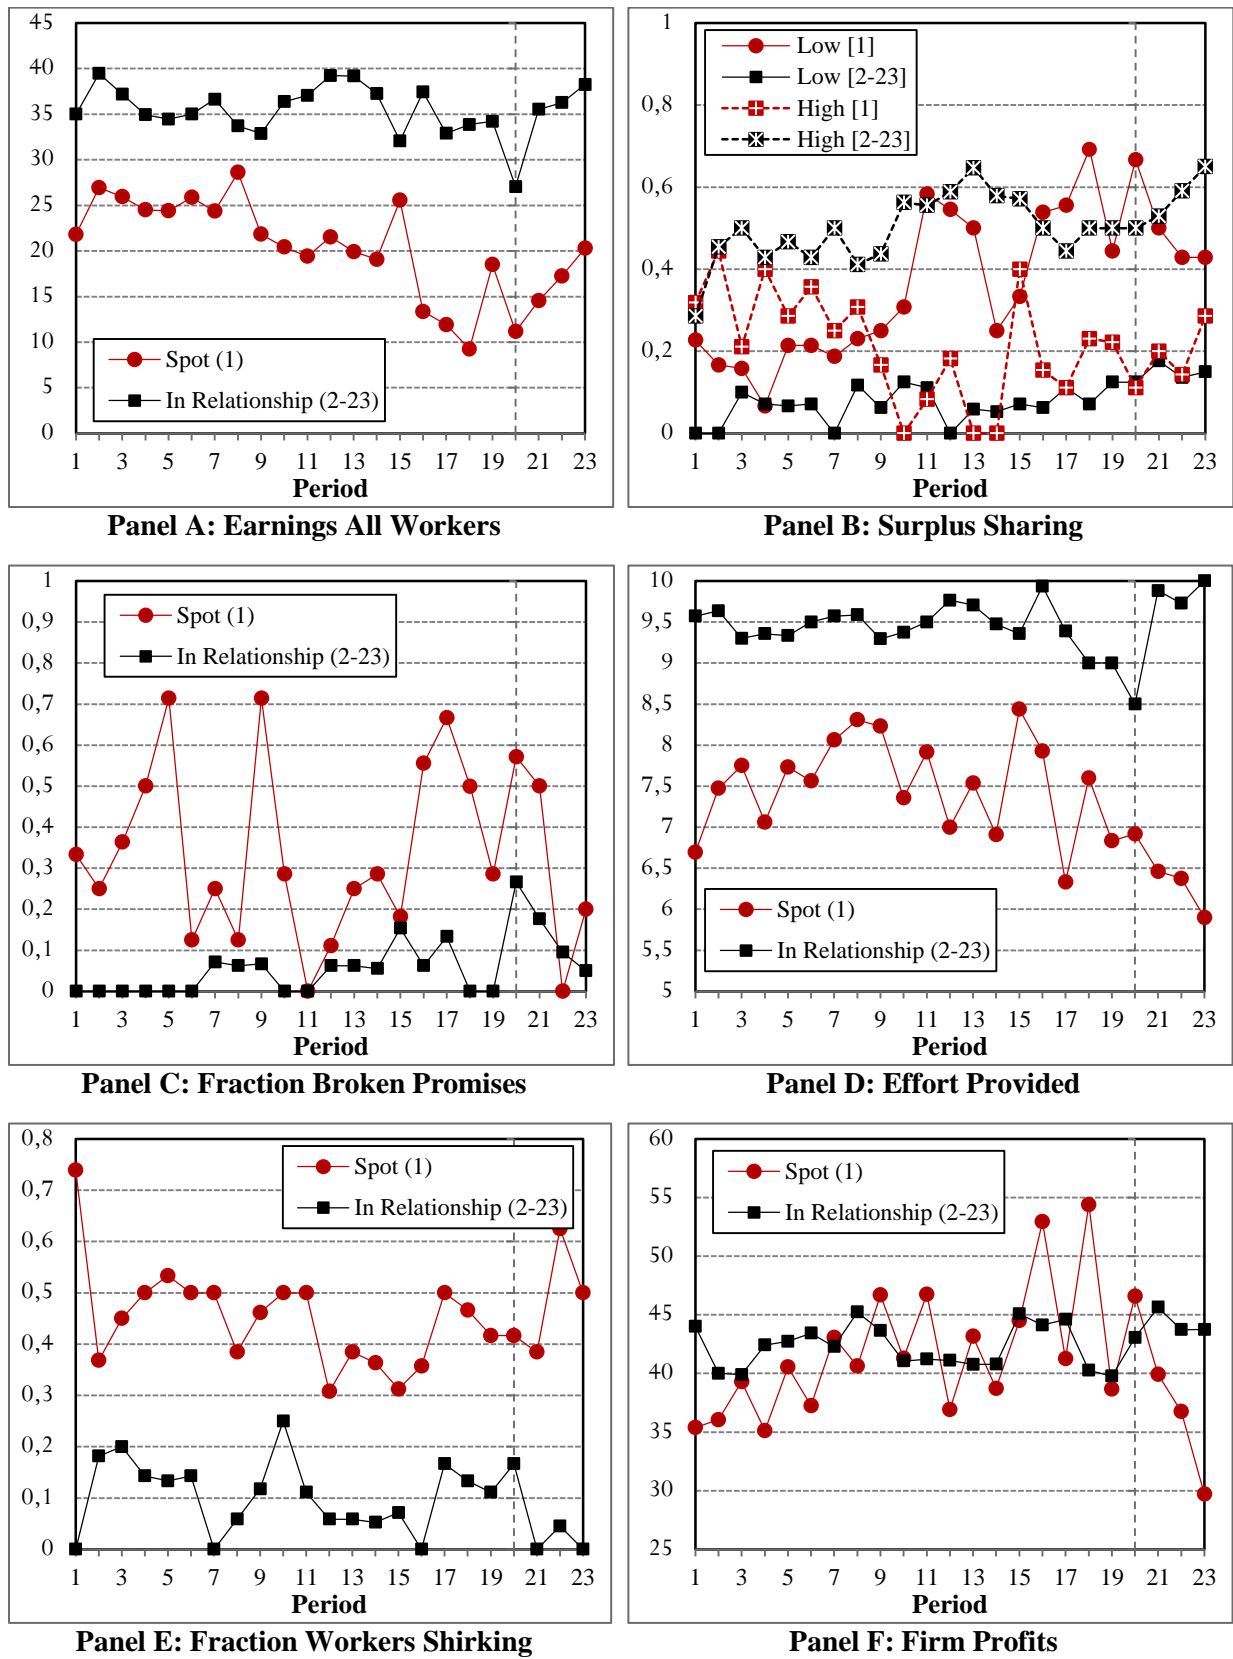 45
40
35
30
25
20
15
10
5
0
Spot (1)
In Relationship (2-23)
1 3 5 7 9 11 13 15 17 19 21 23
Period
Panel A: Earnings All Workers
1
0,8
0,6
0,4
0,2
0
Low [1]
Low [2-23]
High [1]
High [2-23]
1 3 5 7 9 11 13 15 17 19 21 23
Period
Panel B: Surplus Sharing
1
0,9
0,8
0,7
0,6
0,5
0,4
0,3
0,2
0,1
0
Spot (1)
In Relationship (2-23)
1 3 5 7 9 11 13 15 17 19 21 23
Period
Panel C: Fraction Broken Promises
10
9,5
9
8,5
8
7,5
7
6,5
6
5,5
5
Spot (1)
In Relationship (2-23)
1 3 5 7 9 11 13 15 17 19 21 23
Period
Panel D: Effort Provided
0,8
0,7
0,6
0,5
0,4
0,3
0,2
0,1
0
Spot (1)
In Relationship (2-23)
1 3 5 7 9 11 13 15 17 19 21 23
Period
Panel E: Fraction Workers Shirking
60
55
50
45
40
35
30
25
Spot (1)
In Relationship (2-23)
1 3 5 7 9 11 13 15 17 19 21 23
Period
Panel F: Firm Profits